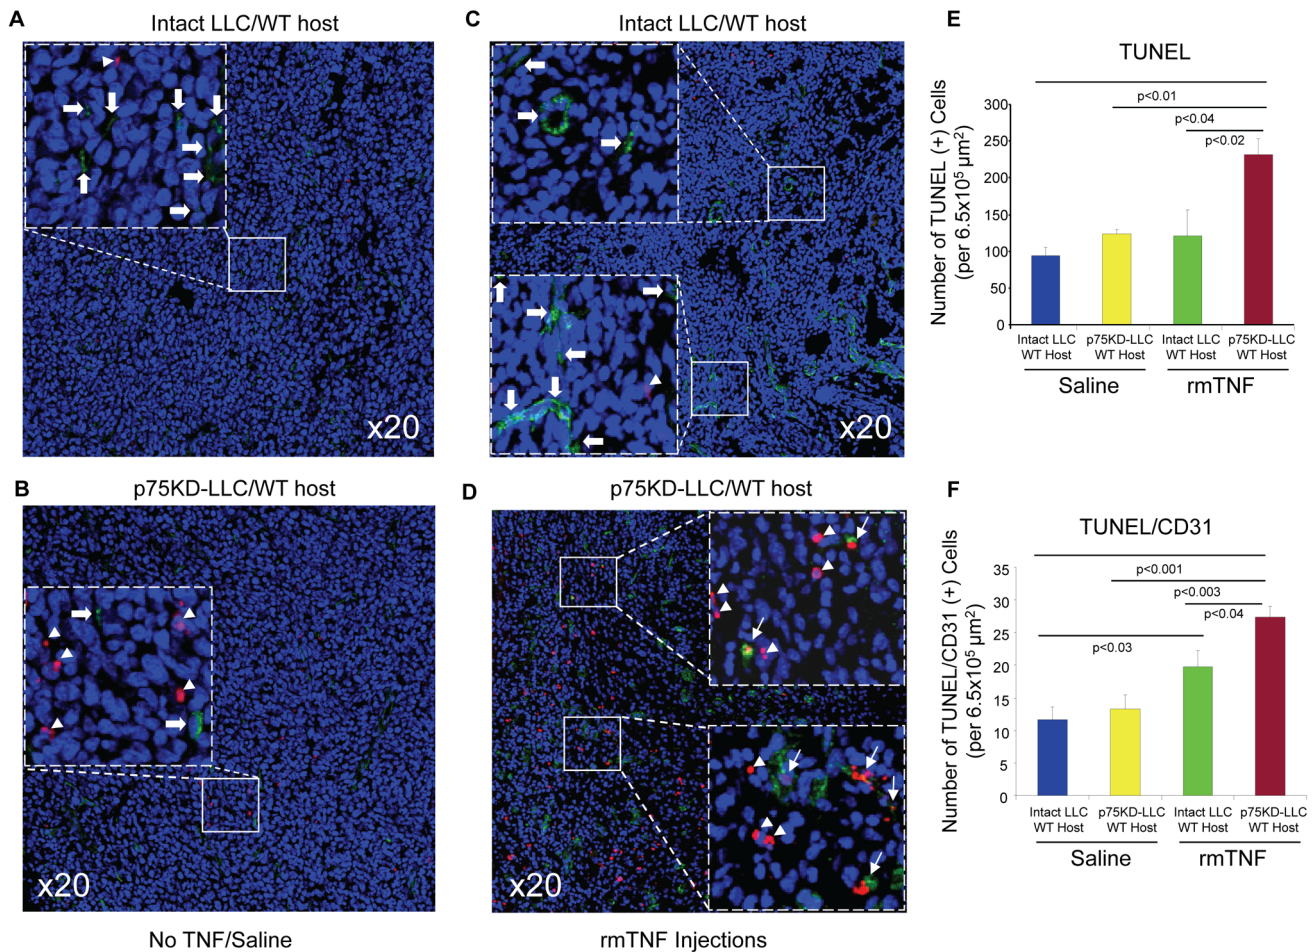 A
Intact LLC/WT host
x20
B
p75KD-LLC/WT host
x20
No TNF/Saline
C
Intact LLC/WT host
x20
D
p75KD-LLC/WT host
x20
rmTNF Injections
E
TUNEL
p<0.01
p<0.04
p<0.02
Number of TUNEL (+) Cells
(per 6.5x10⁵ µm²)
300
250
200
150
100
50
0
Intact LLC p75KD-LLC Intact LLC p75KD-LLC
WT Host WT Host WT Host WT Host
Saline rmTNF
F
TUNEL/CD31
p<0.001
p<0.003
p<0.04
p<0.03
Number of TUNEL/CD31 (+) Cells
(per 6.5x10⁵ µm²)
35
30
25
20
15
10
5
0
Intact LLC p75KD-LLC Intact LLC p75KD-LLC
WT Host WT Host WT Host WT Host
Saline rmTNF